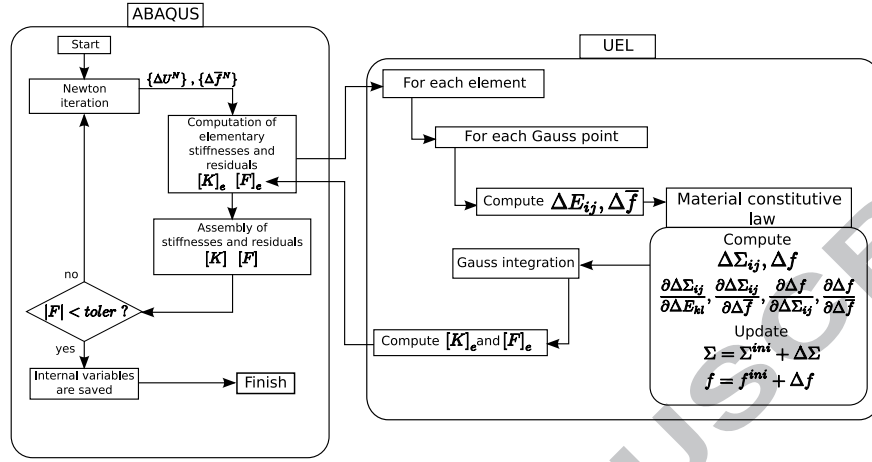 ABAQUS
Start
Newton
iteration
{ΔU^N} , {Δf̅^N}
Computation of
elementary
stiffnesses and
residuals
[K]_e [F]_e
Assembly of
stiffnesses and residuals
[K] [F]
no
|F| < toler ?
yes
Internal variables
are saved
Finish
UEL
For each element
For each Gauss point
Compute ΔE_ij, Δf̅
Material constitutive
law
Compute
ΔΣ_ij, Δf
∂ΔΣ_ij/∂ΔE_kl, ∂ΔΣ_ij/∂Δf̅, ∂Δf/∂ΔΣ_ij, ∂Δf/∂Δf̅
Update
Σ = Σ^ini + ΔΣ
f = f^ini + Δf
Gauss integration
Compute [K]_e and [F]_e